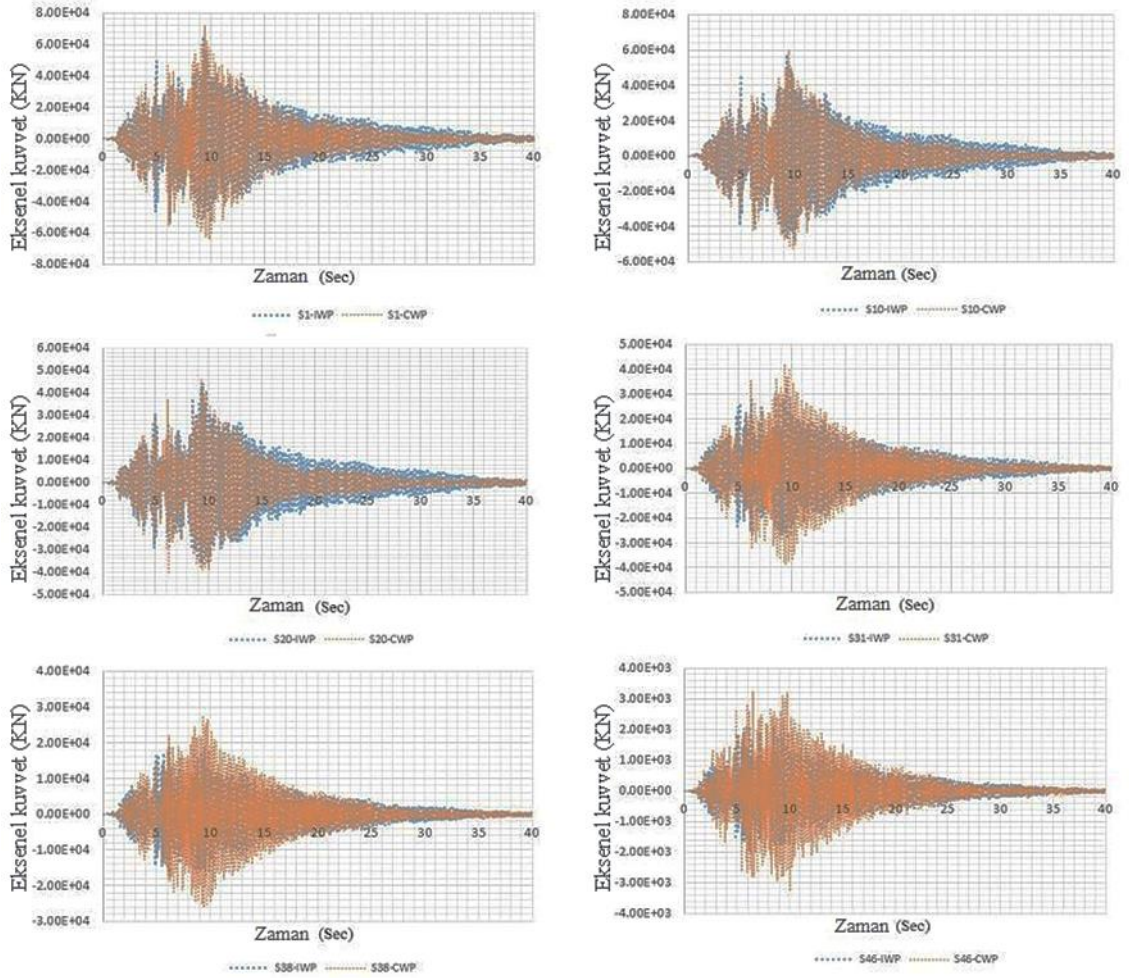 8.00E+04
6.00E+04
4.00E+04
2.00E+04
0.00E+00
-2.00E+04
-4.00E+04
-6.00E+04
-8.00E+04
0 5 10 15 20 25 30 35 40
Eksenel kuvvet (KN)
Zaman (Sec)
S1-IWP S1-CWP
8.00E+04
6.00E+04
4.00E+04
2.00E+04
0.00E+00
-2.00E+04
-4.00E+04
-6.00E+04
0 5 10 15 20 25 30 35 40
Eksenel kuvvet (KN)
Zaman (Sec)
S10-IWP S10-CWP
6.00E+04
5.00E+04
4.00E+04
3.00E+04
2.00E+04
1.00E+04
0.00E+00
-1.00E+04
-2.00E+04
-3.00E+04
-4.00E+04
-5.00E+04
0 5 10 15 20 25 30 35 40
Eksenel kuvvet (KN)
Zaman (Sec)
S20-IWP S20-CWP
5.00E+04
4.00E+04
3.00E+04
2.00E+04
1.00E+04
0.00E+00
-1.00E+04
-2.00E+04
-3.00E+04
-4.00E+04
5.00E+04
0 5 10 15 20 25 30 35 40
Eksenel kuvvet (KN)
Zaman (Sec)
S31-IWP S31-CWP
4.00E+04
3.00E+04
2.00E+04
1.00E+04
0.00E+00
-1.00E+04
-2.00E+04
-3.00E+04
0 5 10 15 20 25 30 35 40
Eksenel kuvvet (KN)
Zaman (Sec)
S38-IWP S38-CWP
4.00E+03
3.00E+03
2.00E+03
1.00E+03
0.00E+00
-1.00E+03
-2.00E+03
-3.00E+03
-4.00E+03
0 5 10 15 20 25 30 35 40
Eksenel kuvvet (KN)
Zaman (Sec)
S46-IWP S46-CWP